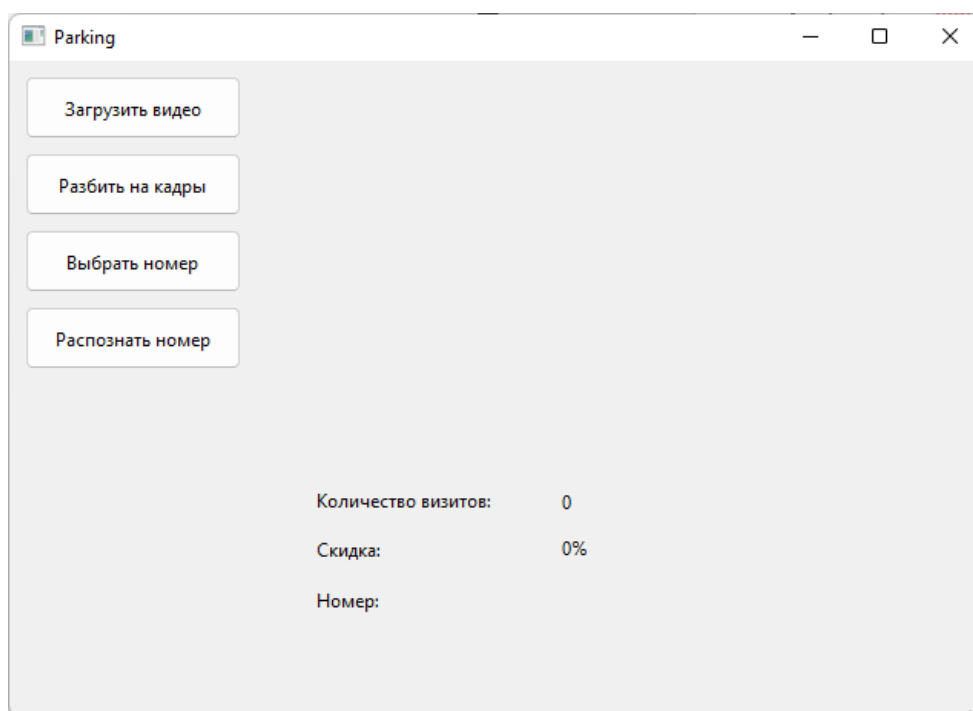 Parking
Загрузить видео
Разбить на кадры
Выбрать номер
Распознать номер
Количество визитов: 0
Скидка: 0%
Номер: